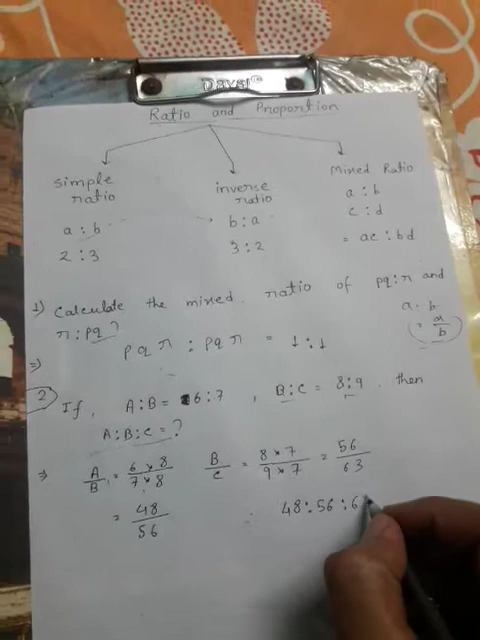 Ratio and Proportion
simple ratio
a : b
2 : 3
inverse ratio
b : a
3 : 2
Mixed Ratio
a : b
c : d
= ac : bd
1) Calculate the mixed ratio of pq:r and
r:pq?
a : b
= a/b
=> pqr : pqr = 1 : 1
2) If, A:B = 6:7, B:C = 8:9, then
A:B:C = ?
=> A/B = 6×8/7×8
= 48/56
B/C = 8×7/9×7 = 56/63
∴ 48:56:6